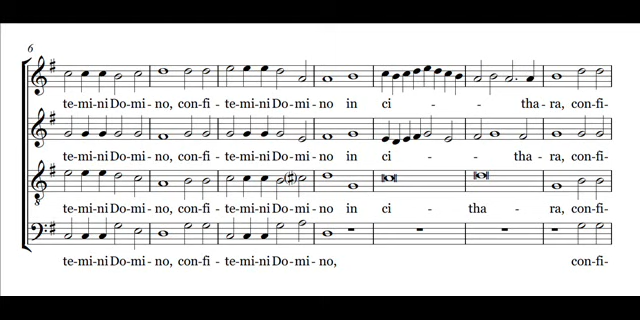 6
te-mi-ni Do-mi-no, con-fi-te-mi-ni Do-mi-no in ci - - tha-ra, con-fi-
te-mi-ni Do-mi-no, con-fi-te-mi-ni Do-mi-no in ci - - tha-ra, con-fi-
8
te-mi-ni Do-mi-no, con-fi-te-mi-ni Do-mi-no in ci - tha - ra, con-fi-
te-mi-ni Do-mi-no, con-fi-te-mi-ni Do-mi-no, con-fi-